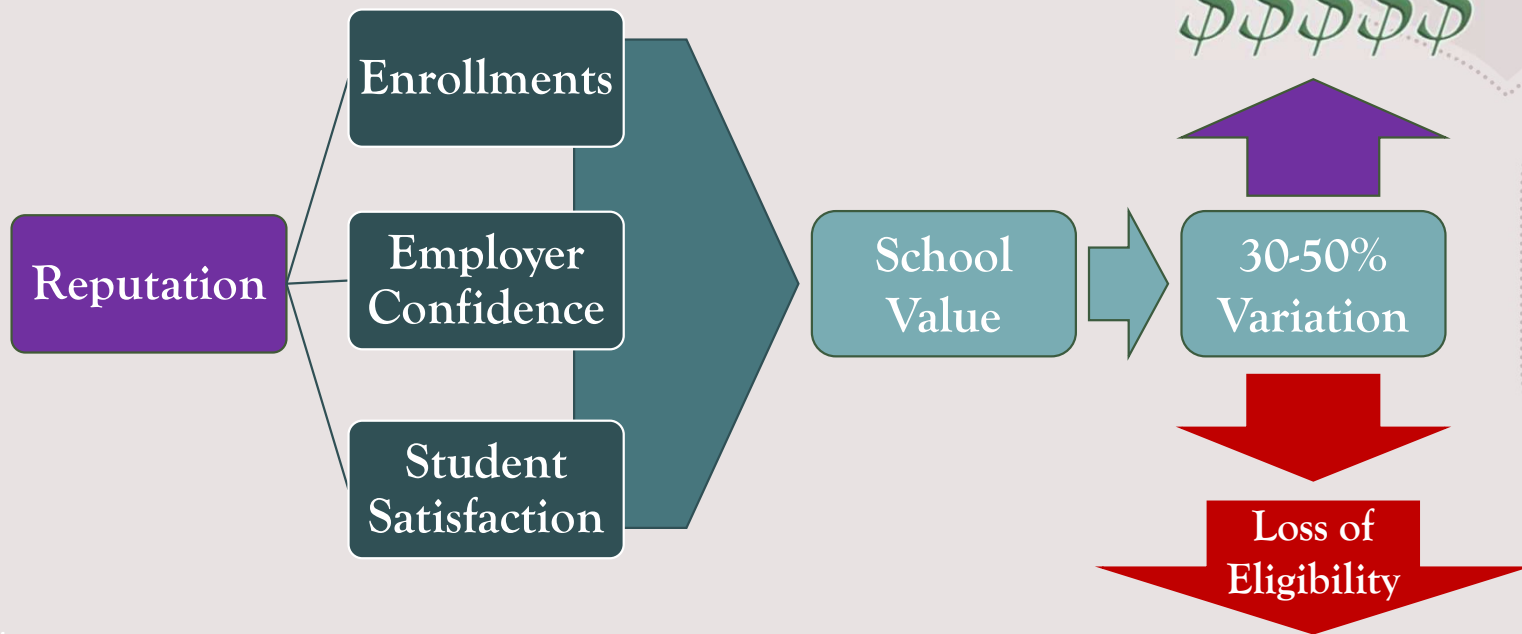 $$$$$
Enrollments
Employer
Confidence
Student
Satisfaction
Reputation
School
Value
30-50%
Variation
Loss of
Eligibility